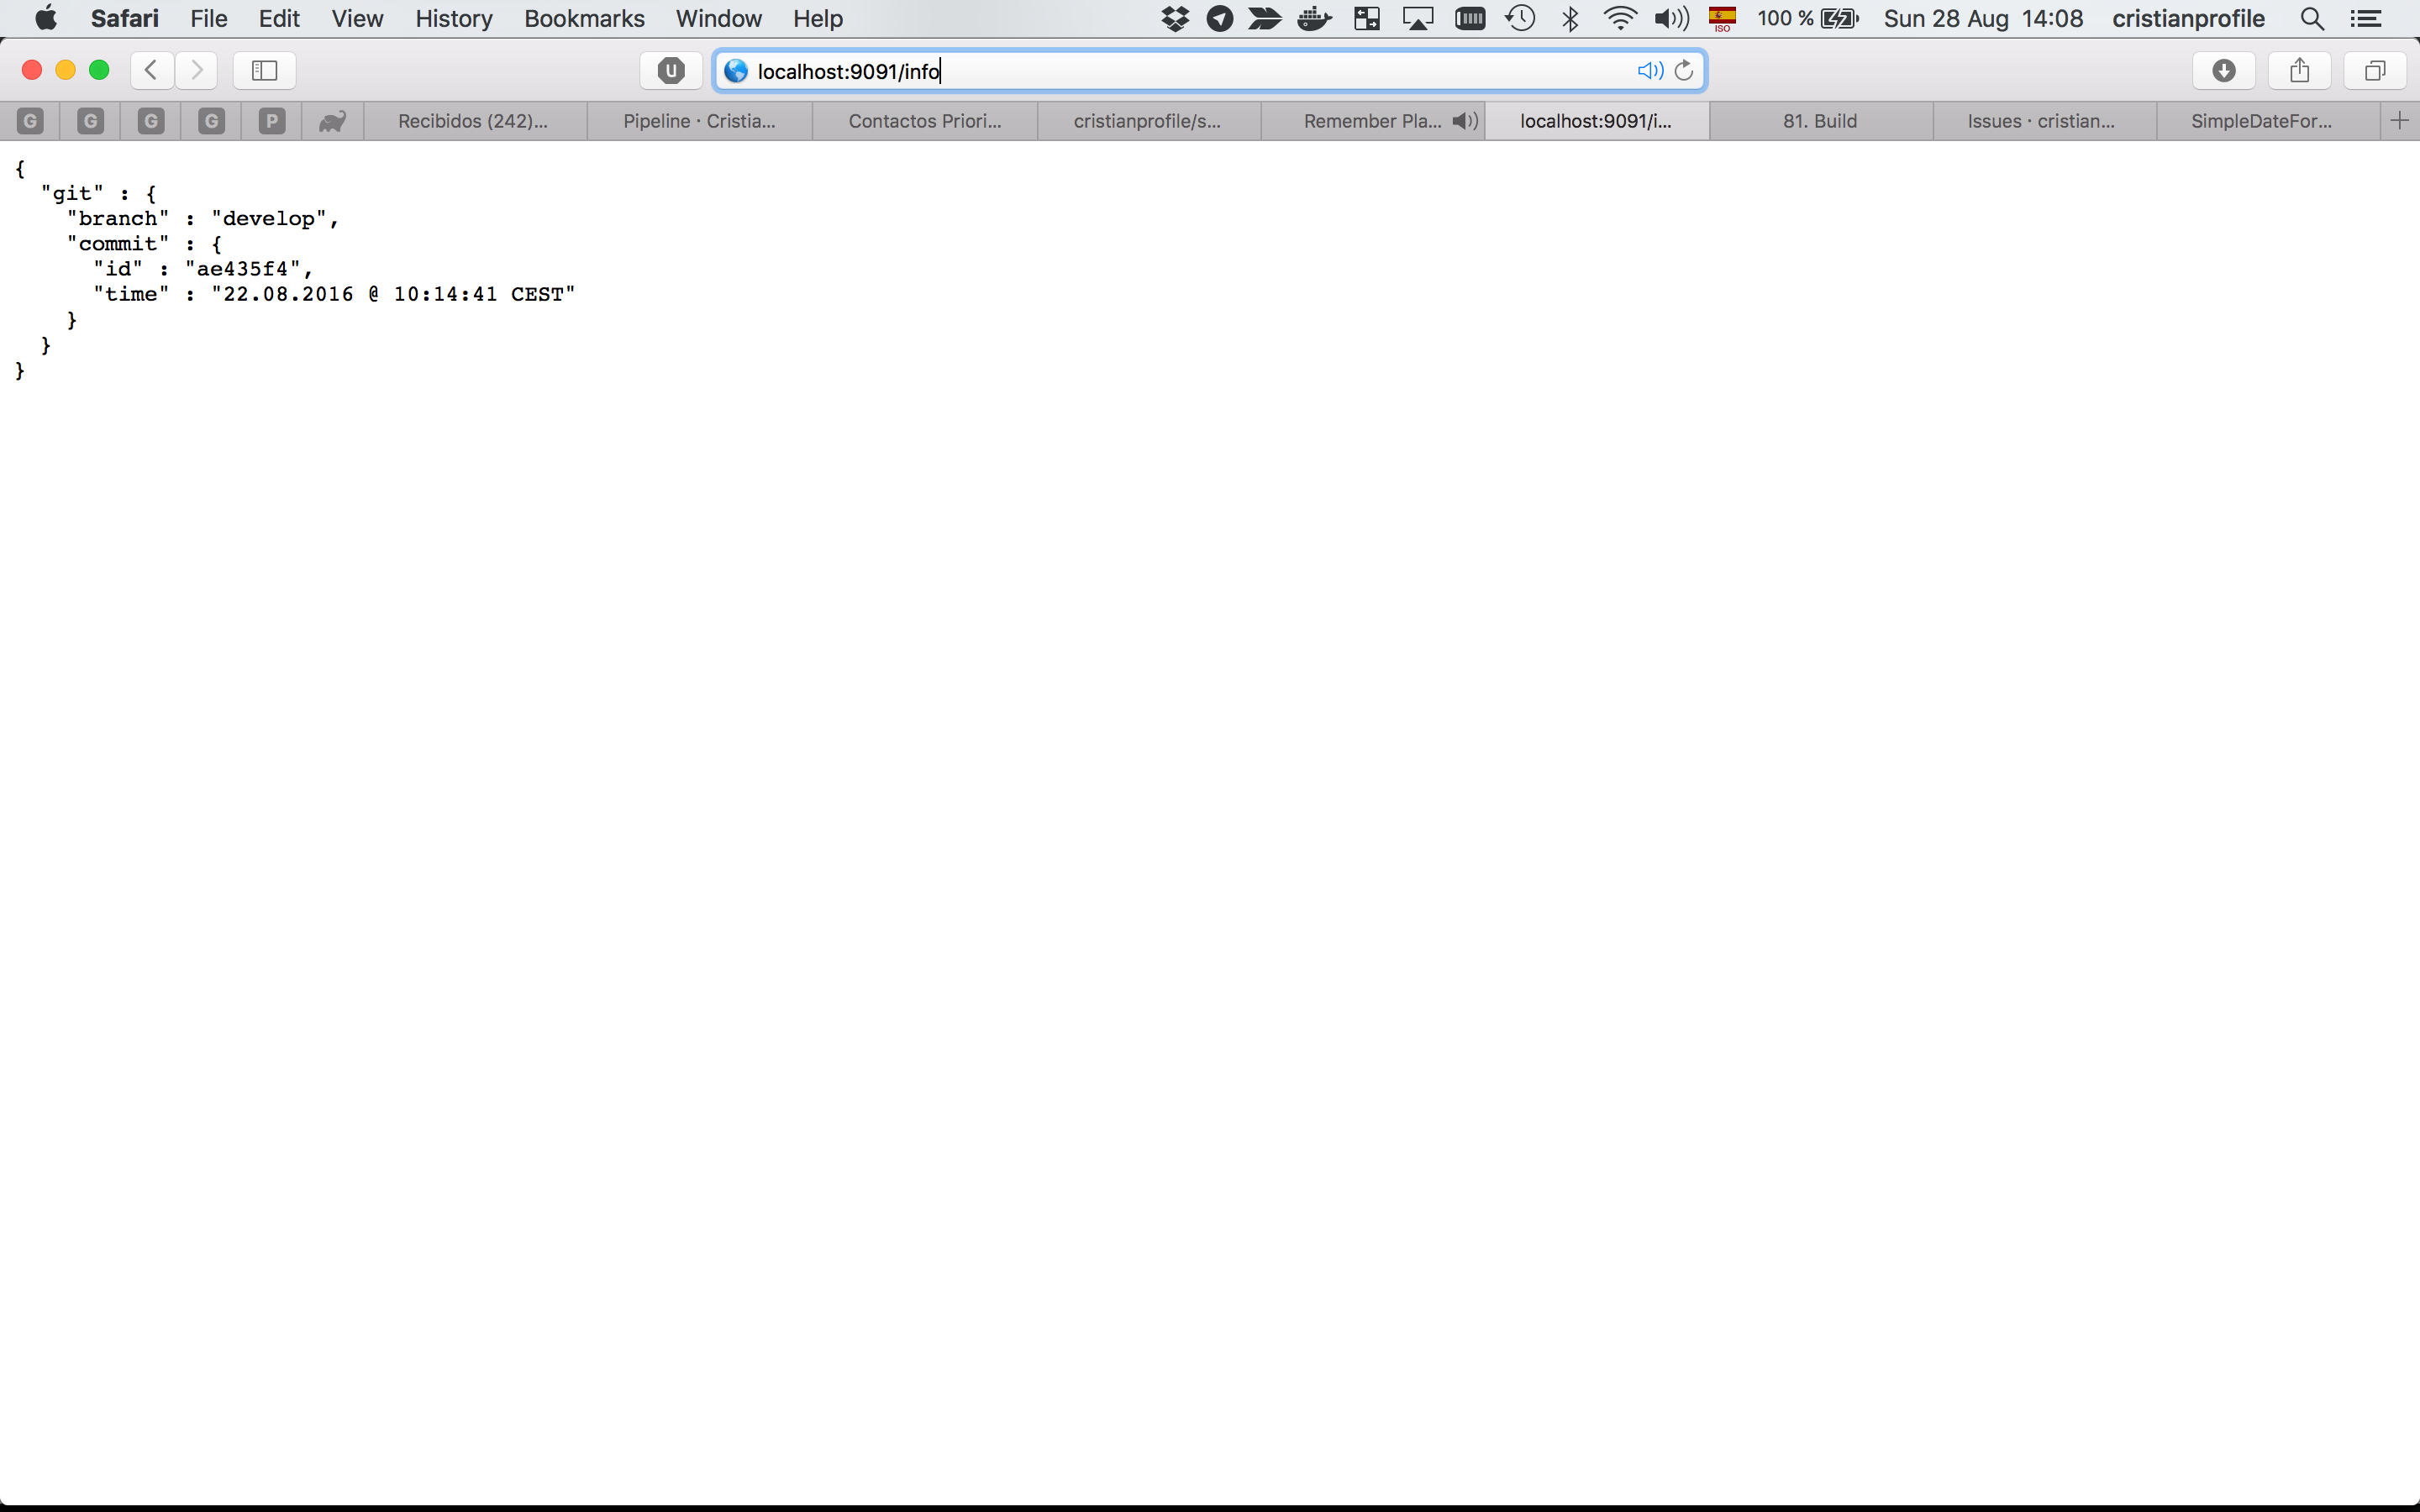 Safari File Edit View History Bookmarks Window Help ISO 100 % Sun 28 Aug 14:08 cristianprofile
U localhost:9091/info
G G G G P Recibidos (242)... Pipeline · Cristia... Contactos Priori... cristianprofile/s... Remember Pla... localhost:9091/i... 81. Build Issues · cristian... SimpleDateFor...
{
"git" : {
"branch" : "develop",
"commit" : {
"id" : "ae435f4",
"time" : "22.08.2016 @ 10:14:41 CEST"
}
}
}